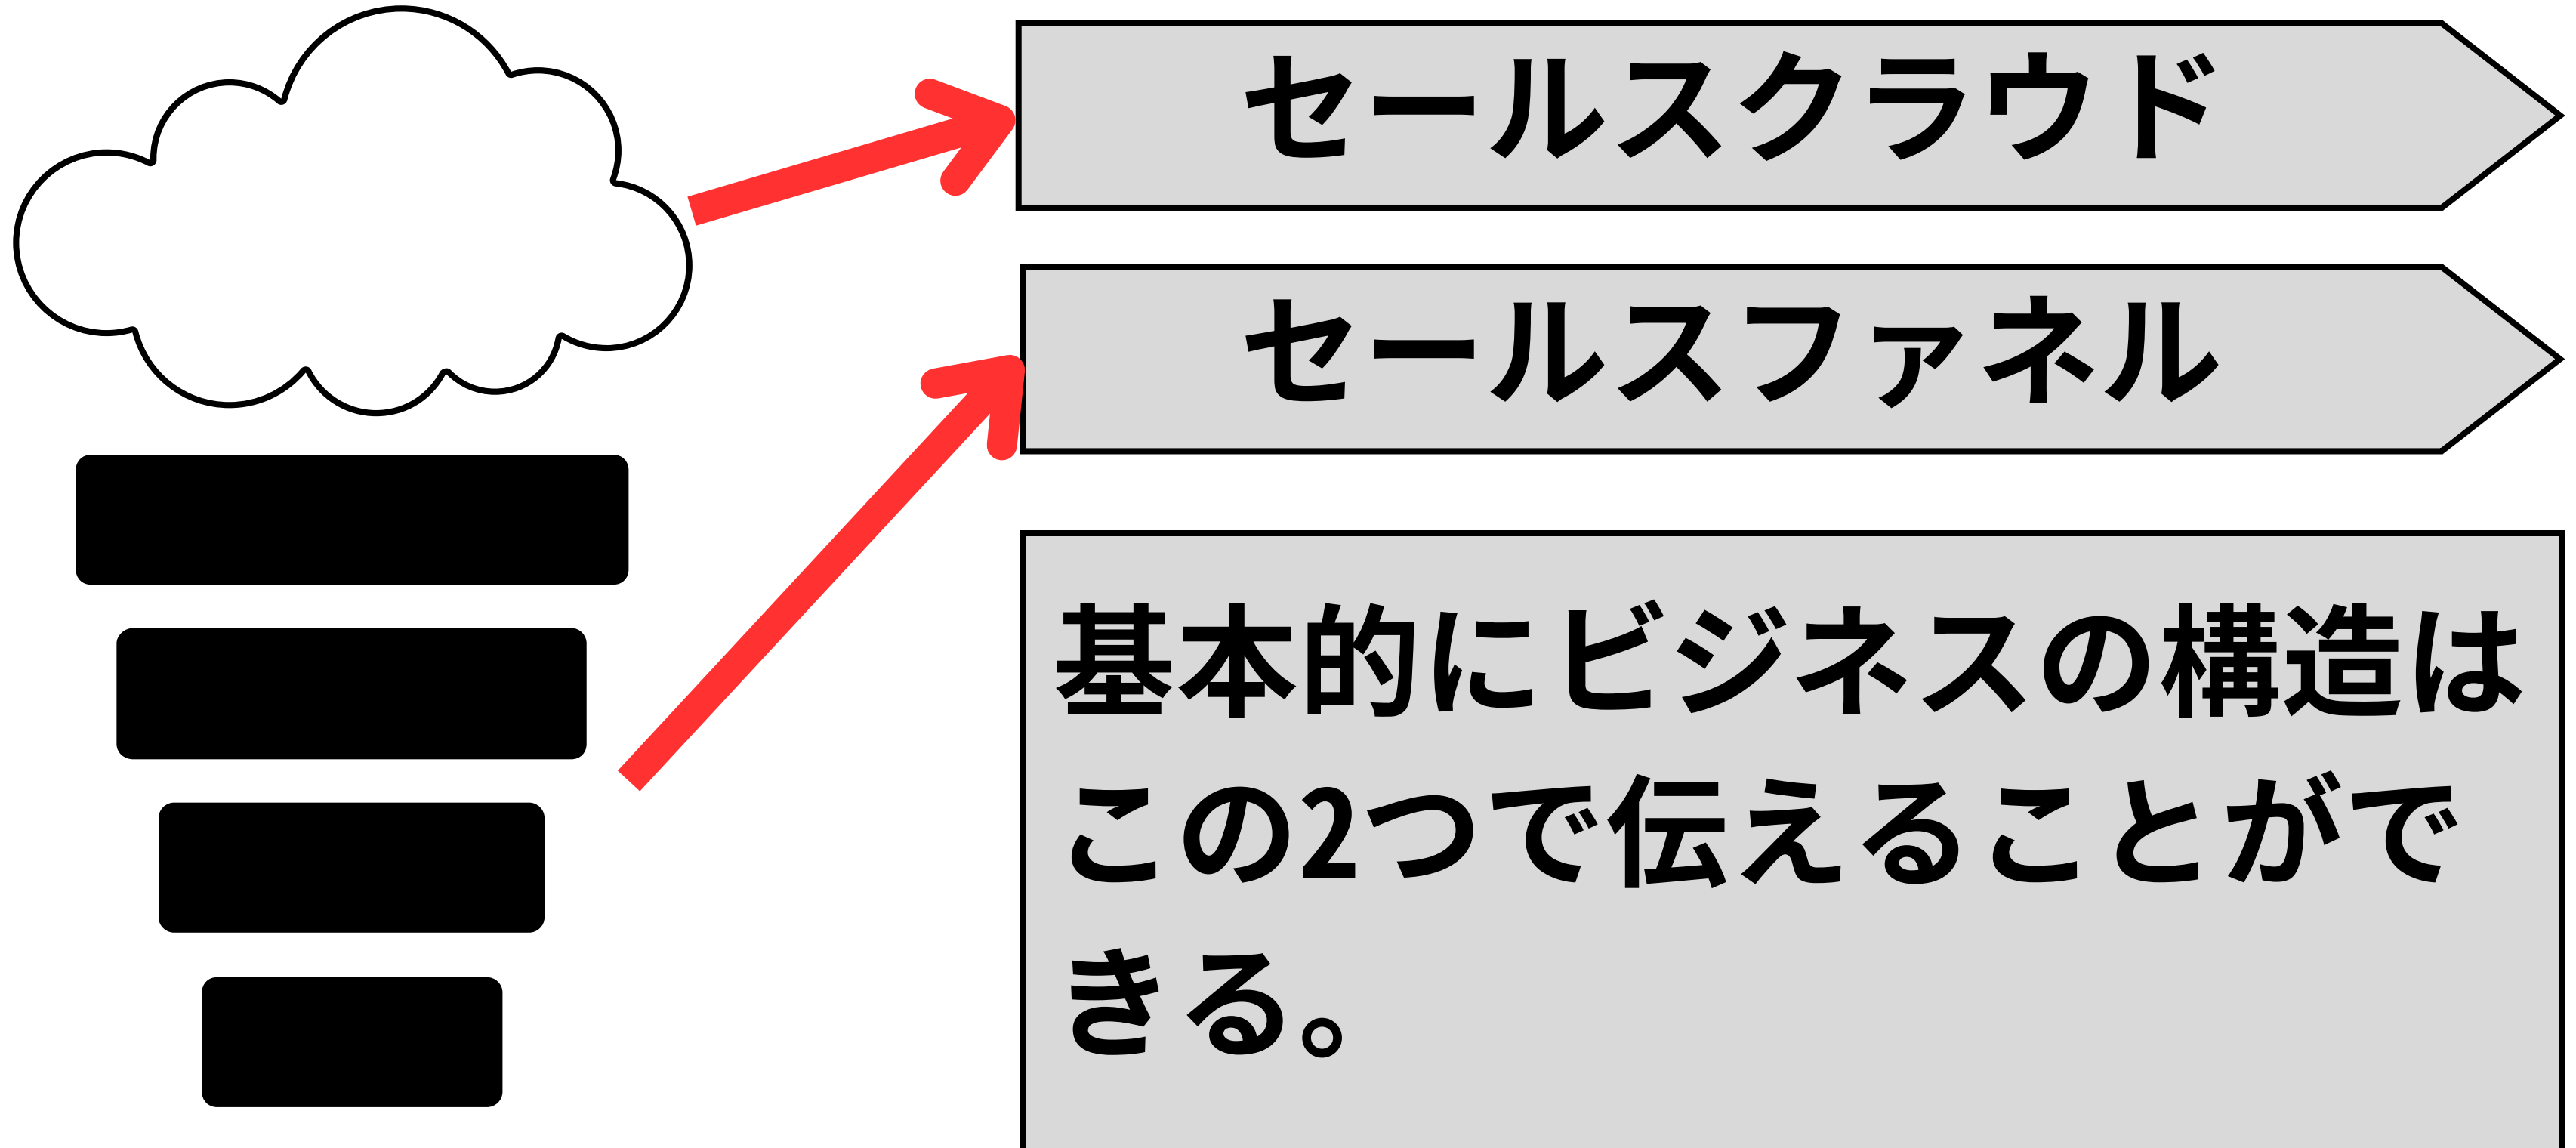 セールスクラウド
セールスファネル
基本的にビジネスの構造は
この2つで伝えることがで
きる。